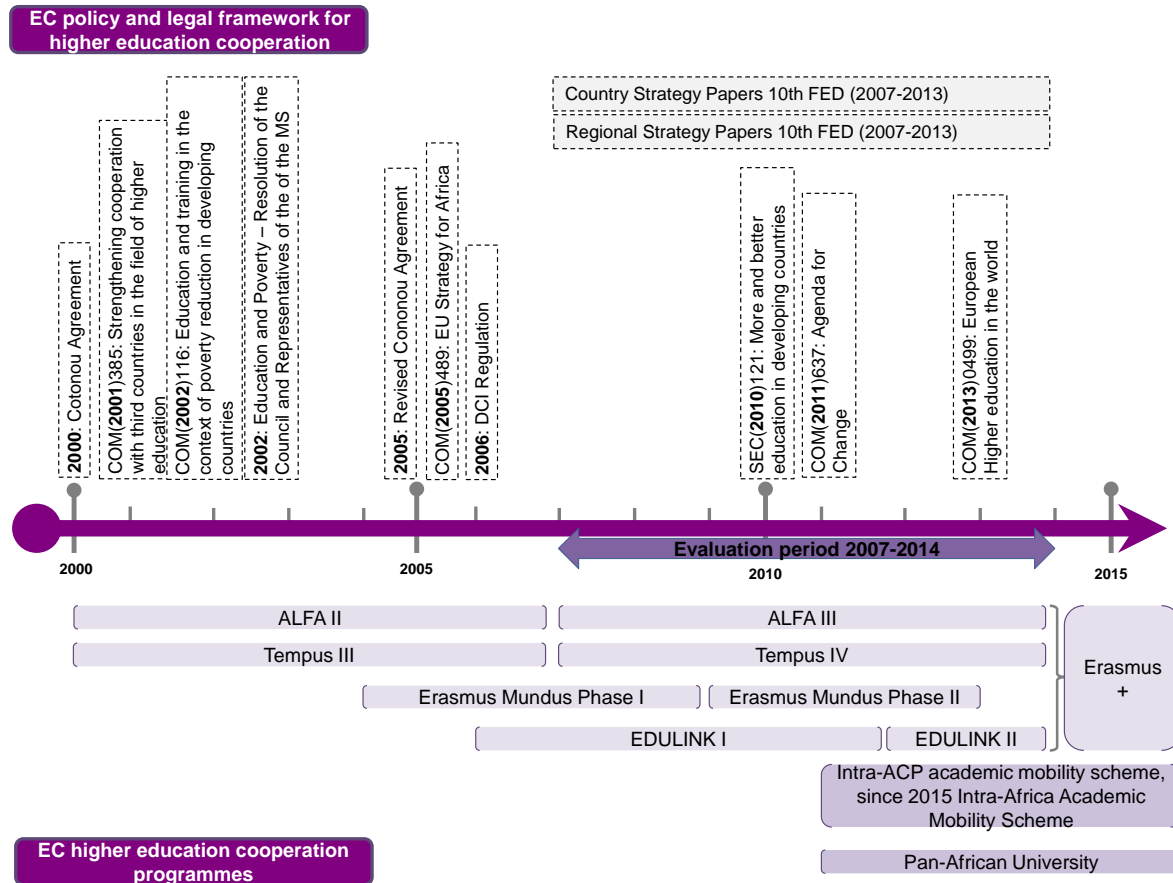 EC policy and legal framework for
higher education cooperation
Country Strategy Papers 10th FED (2007-2013)
Regional Strategy Papers 10th FED (2007-2013)
2000: Cotonou Agreement
COM(2001)385: Strengthening cooperation
with third countries in the field of higher
education
COM(2002)116: Education and training in the
context of poverty reduction in developing
countries
2002: Education and Poverty – Resolution of the
Council and Representatives of the of the MS
2005: Revised Cononou Agreement
COM(2005)489: EU Strategy for Africa
2006: DCI Regulation
SEC(2010)121: More and better
education in developing countries
COM(2011)637: Agenda for
Change
COM(2013)0499: European
Higher education in the world
Evaluation period 2007-2014
2000
2005
2010
2015
ALFA II
ALFA III
Tempus III
Tempus IV
Erasmus Mundus Phase I
Erasmus Mundus Phase II
EDULINK I
EDULINK II
Erasmus
+
Intra-ACP academic mobility scheme,
since 2015 Intra-Africa Academic
Mobility Scheme
Pan-African University
EC higher education cooperation
programmes